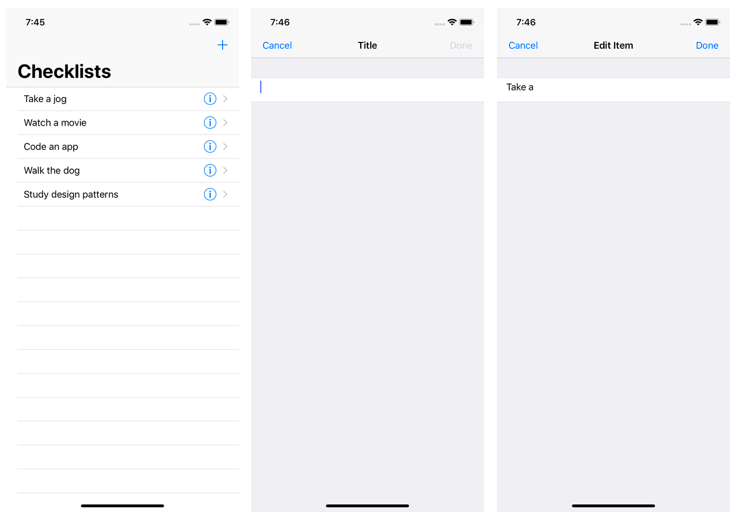 7:45
+
Checklists
Take a jog
Watch a movie
Code an app
Walk the dog
Study design patterns
7:46
Cancel Title Done
7:46
Cancel Edit Item Done
Take a